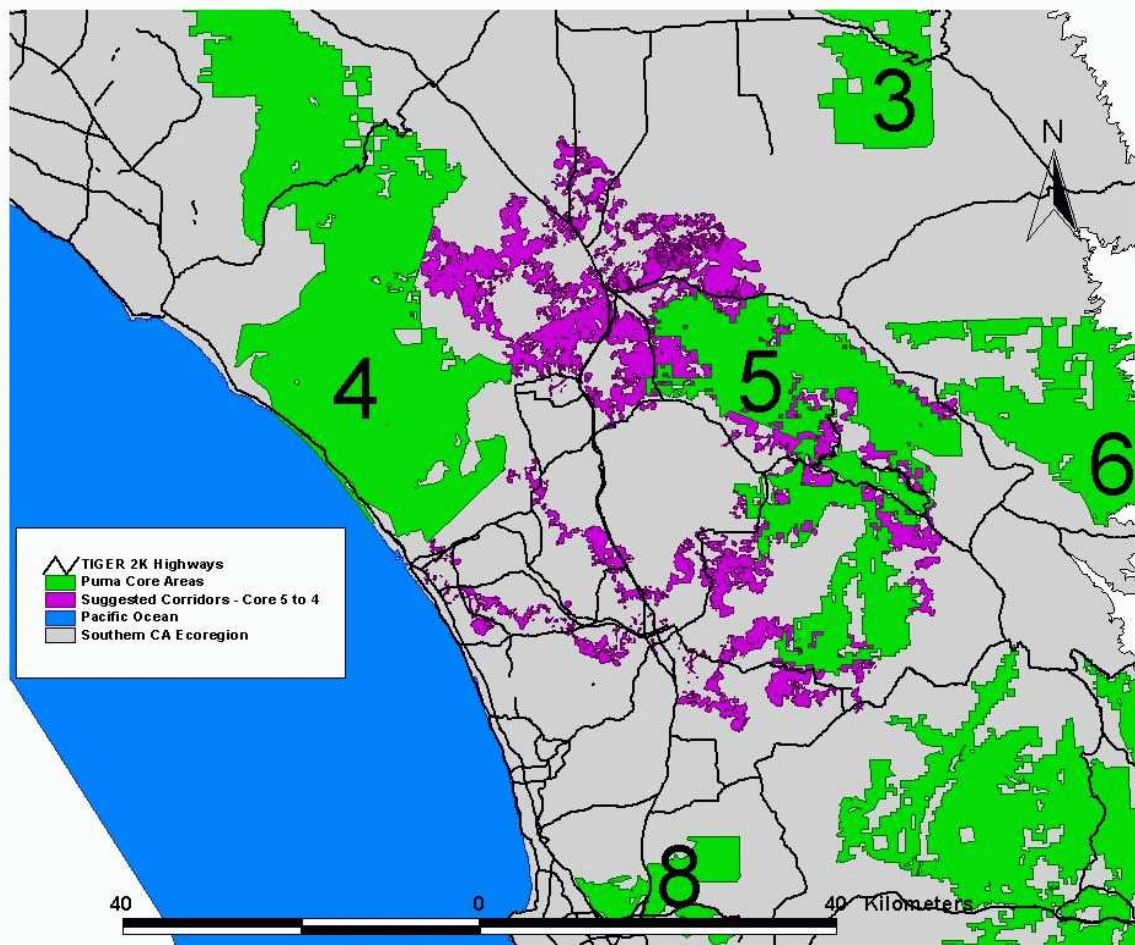 3
N
4
5
6
TIGER 2K Highways
Puma Core Areas
Suggested Corridors - Core 5 to 4
Pacific Ocean
Southern CA Ecoregion
8
40 0 40 Kilometers